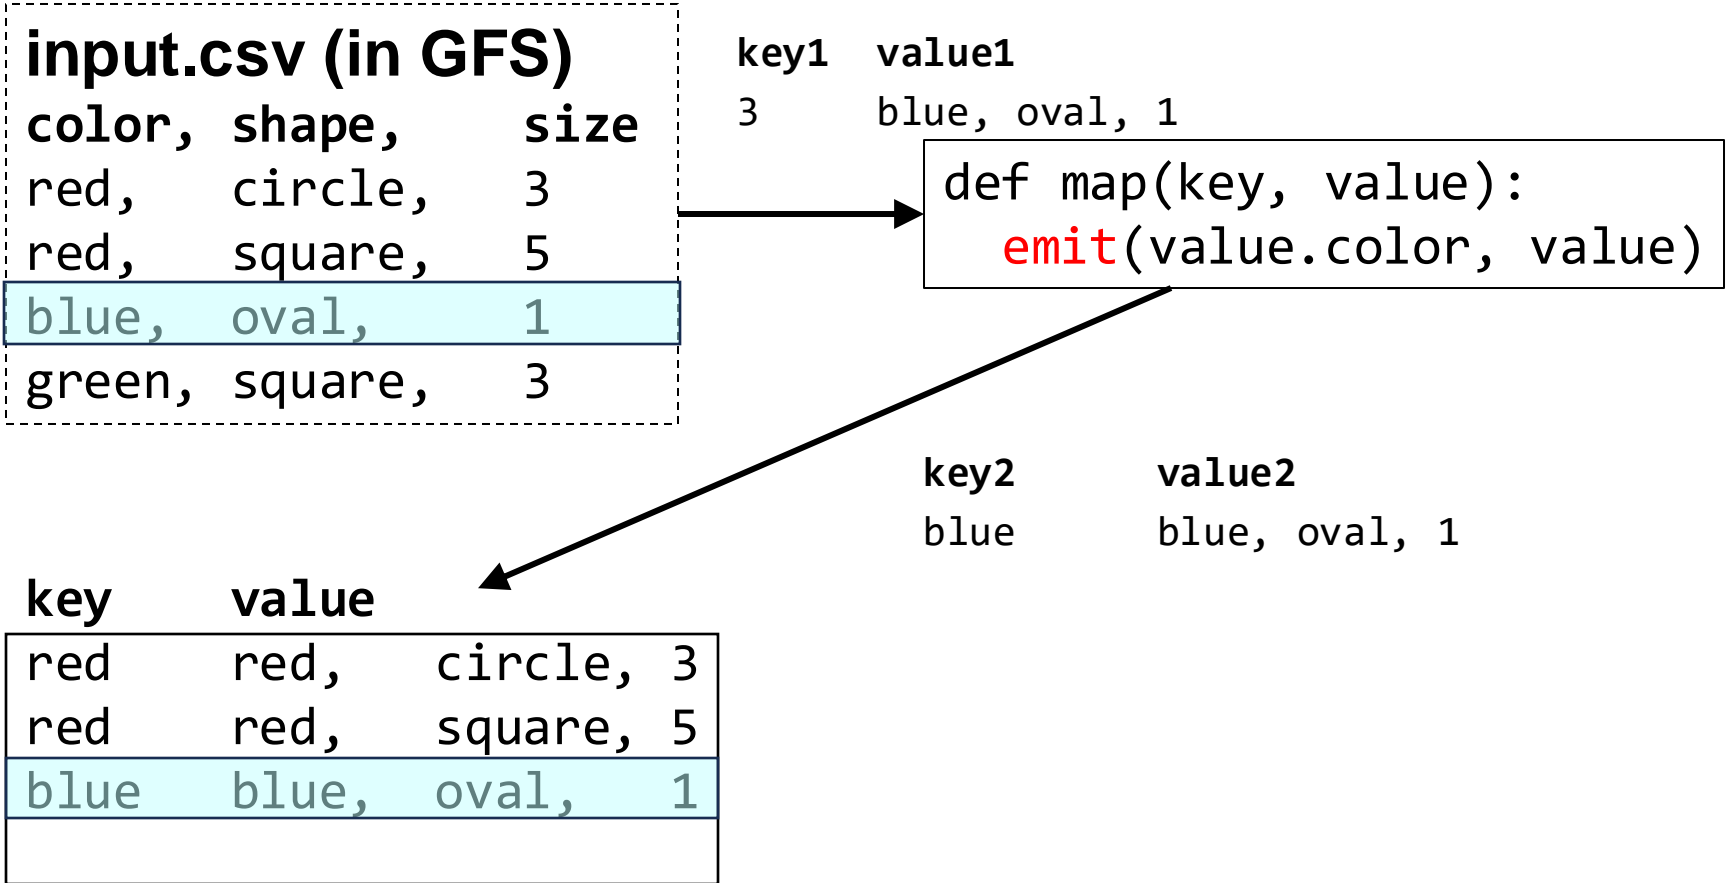 input.csv (in GFS)
color, shape, size
red, circle, 3
red, square, 5
blue, oval, 1
green, square, 3
key1 value1
3 blue, oval, 1
def map(key, value):
  emit(value.color, value)
key2 value2
blue blue, oval, 1
key value
red red, circle, 3
red red, square, 5
blue blue, oval, 1